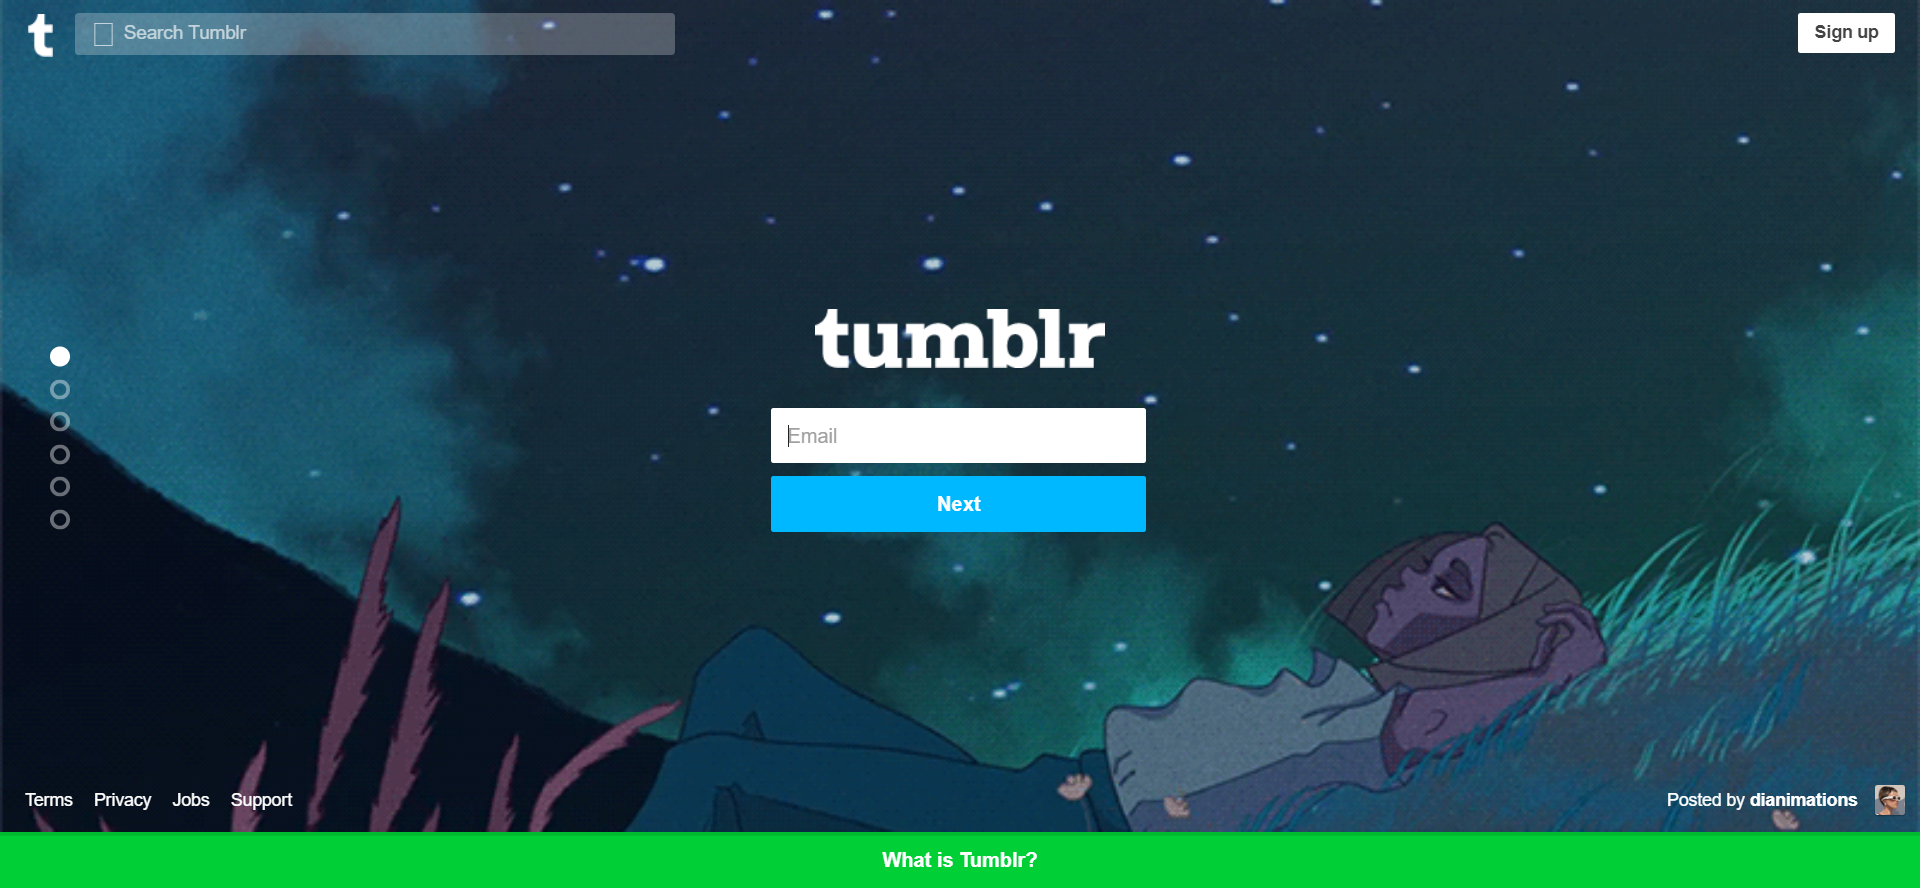 t
Search Tumblr
Sign up
tumblr
Email
Next
Terms Privacy Jobs Support
Posted by dianimations
What is Tumblr?